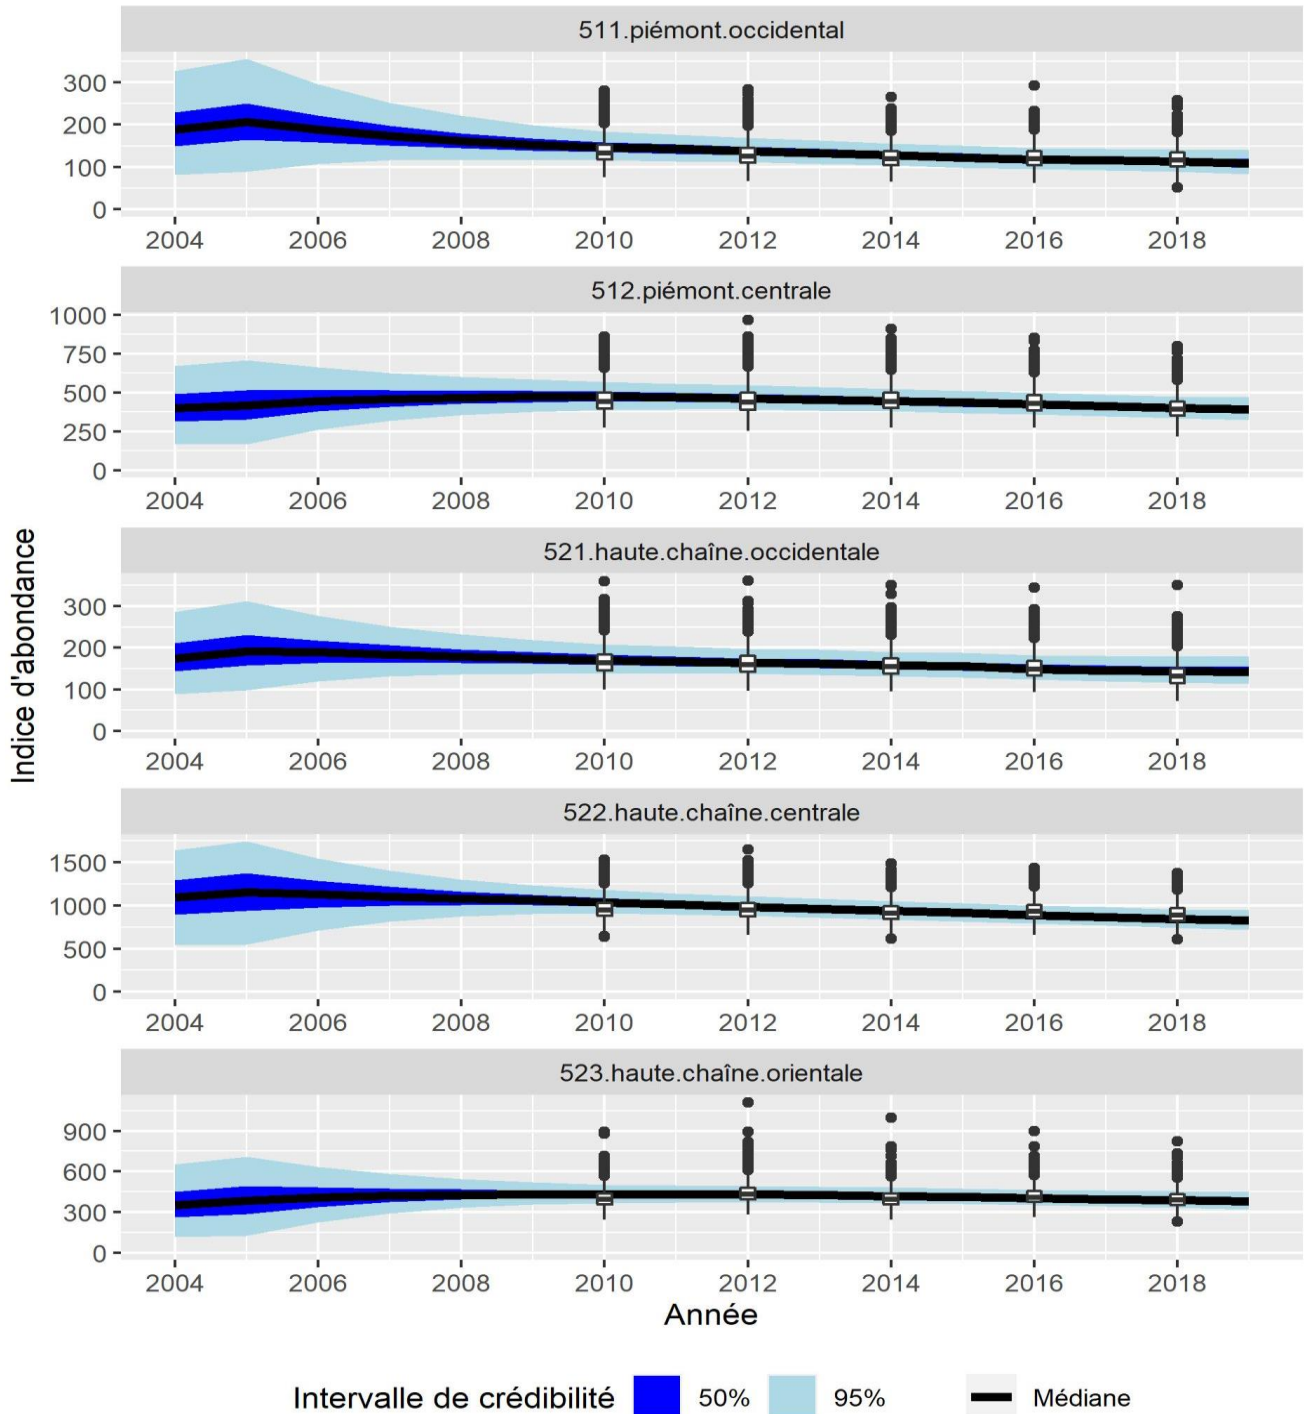 511.piémont.occidental
300
200
100
0
2004 2006 2008 2010 2012 2014 2016 2018
512.piémont.centrale
1000
750
500
250
0
2004 2006 2008 2010 2012 2014 2016 2018
Indice d'abondance
521.haute.chaîne.occidentale
300
200
100
0
2004 2006 2008 2010 2012 2014 2016 2018
522.haute.chaîne.centrale
1500
1000
500
0
2004 2006 2008 2010 2012 2014 2016 2018
523.haute.chaîne.orientale
900
600
300
0
2004 2006 2008 2010 2012 2014 2016 2018
Année
Intervalle de crédibilité 50% 95% Médiane